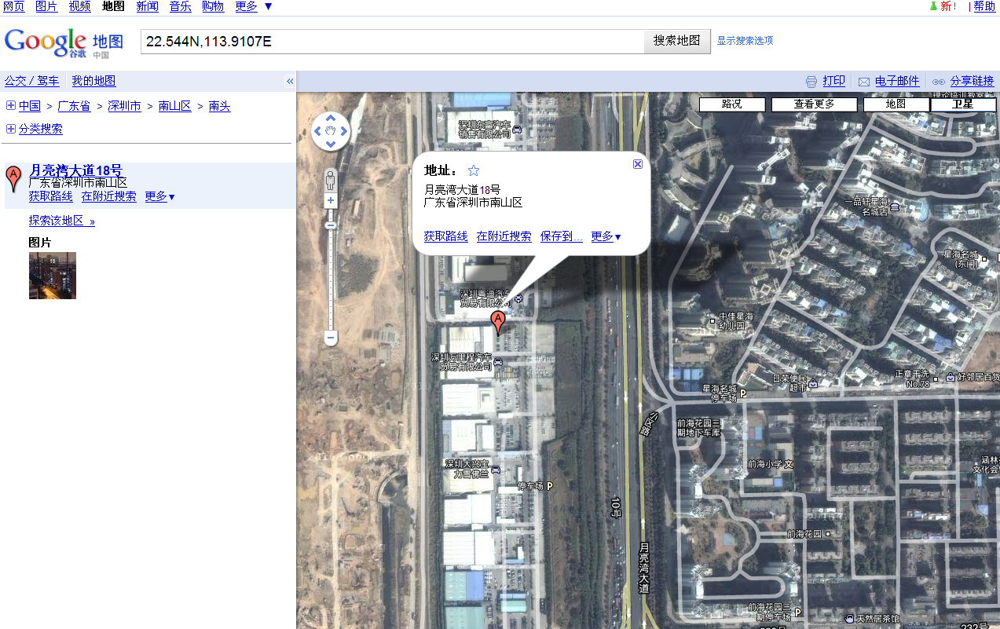 网页 图片 视频 地图 新闻 音乐 购物 更多 ▼
新! | 帮助
Google 谷歌 地图 中国
22.544N,113.9107E
搜索地图
显示搜索选项
公交 / 驾车 我的地图 «
打印 电子邮件 分享链接
中国 > 广东省 > 深圳市 > 南山区 > 南头
分类搜索
A
月亮湾大道18号
广东省深圳市南山区
获取路线 在附近搜索 更多▼
探索该地区 »
图片
理论培训教室
路况 查看更多 地图 卫星
深圳东富汽车
销售有限公司
地址:
月亮湾大道18号
广东省深圳市南山区
获取路线 在附近搜索 保存到... 更多▼
一品轩星海
名城店
星海名城
(东门)
贸易有限公司
A
中佳星海
幼儿园
深圳万里程汽车
贸易有限公司
日荣便民
超市
正章干洗
No.78
好邻居百货
星海名城
停车场 P
小区路
前海花园三
期地下车库
深圳大兴宝
力雪佛兰
前海小学 文
涵林
文化会
停车场 P
10号
前海花园
月亮湾大道
前海花园三
期停车场 P
天然居茶馆
232号